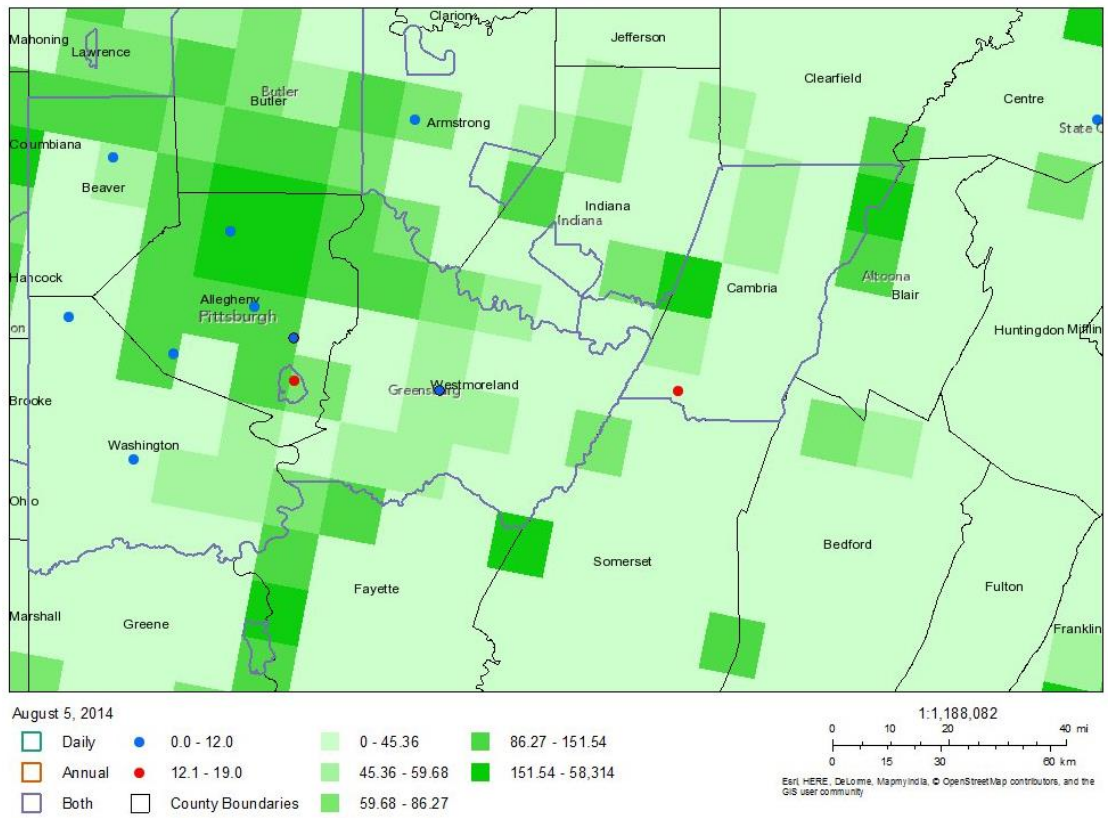 Clarion
Mahoning
Lawrence
Jefferson
Clearfield
Butler
Butler
Centre
Armstrong
State C
Columbiana
Beaver
Indiana
Indiana
Hancock
Cambria
Altoona
Blair
Allegheny
Pittsburgh
on
Huntingdon Mifflin
Westmoreland
Greensburg
Brooke
Washington
Ohio
Bedford
Somerset
Fayette
Fulton
Marshall
Greene
Franklin
August 5, 2014
Daily 0.0 - 12.0 0 - 45.36 86.27 - 151.54
Annual 12.1 - 19.0 45.36 - 59.68 151.54 - 58,314
Both County Boundaries 59.68 - 86.27
1:1,188,082
0 10 20 40 mi
0 15 30 60 km
Esri, HERE, DeLorme, MapmyIndia, © OpenStreetMap contributors, and the
GIS user community